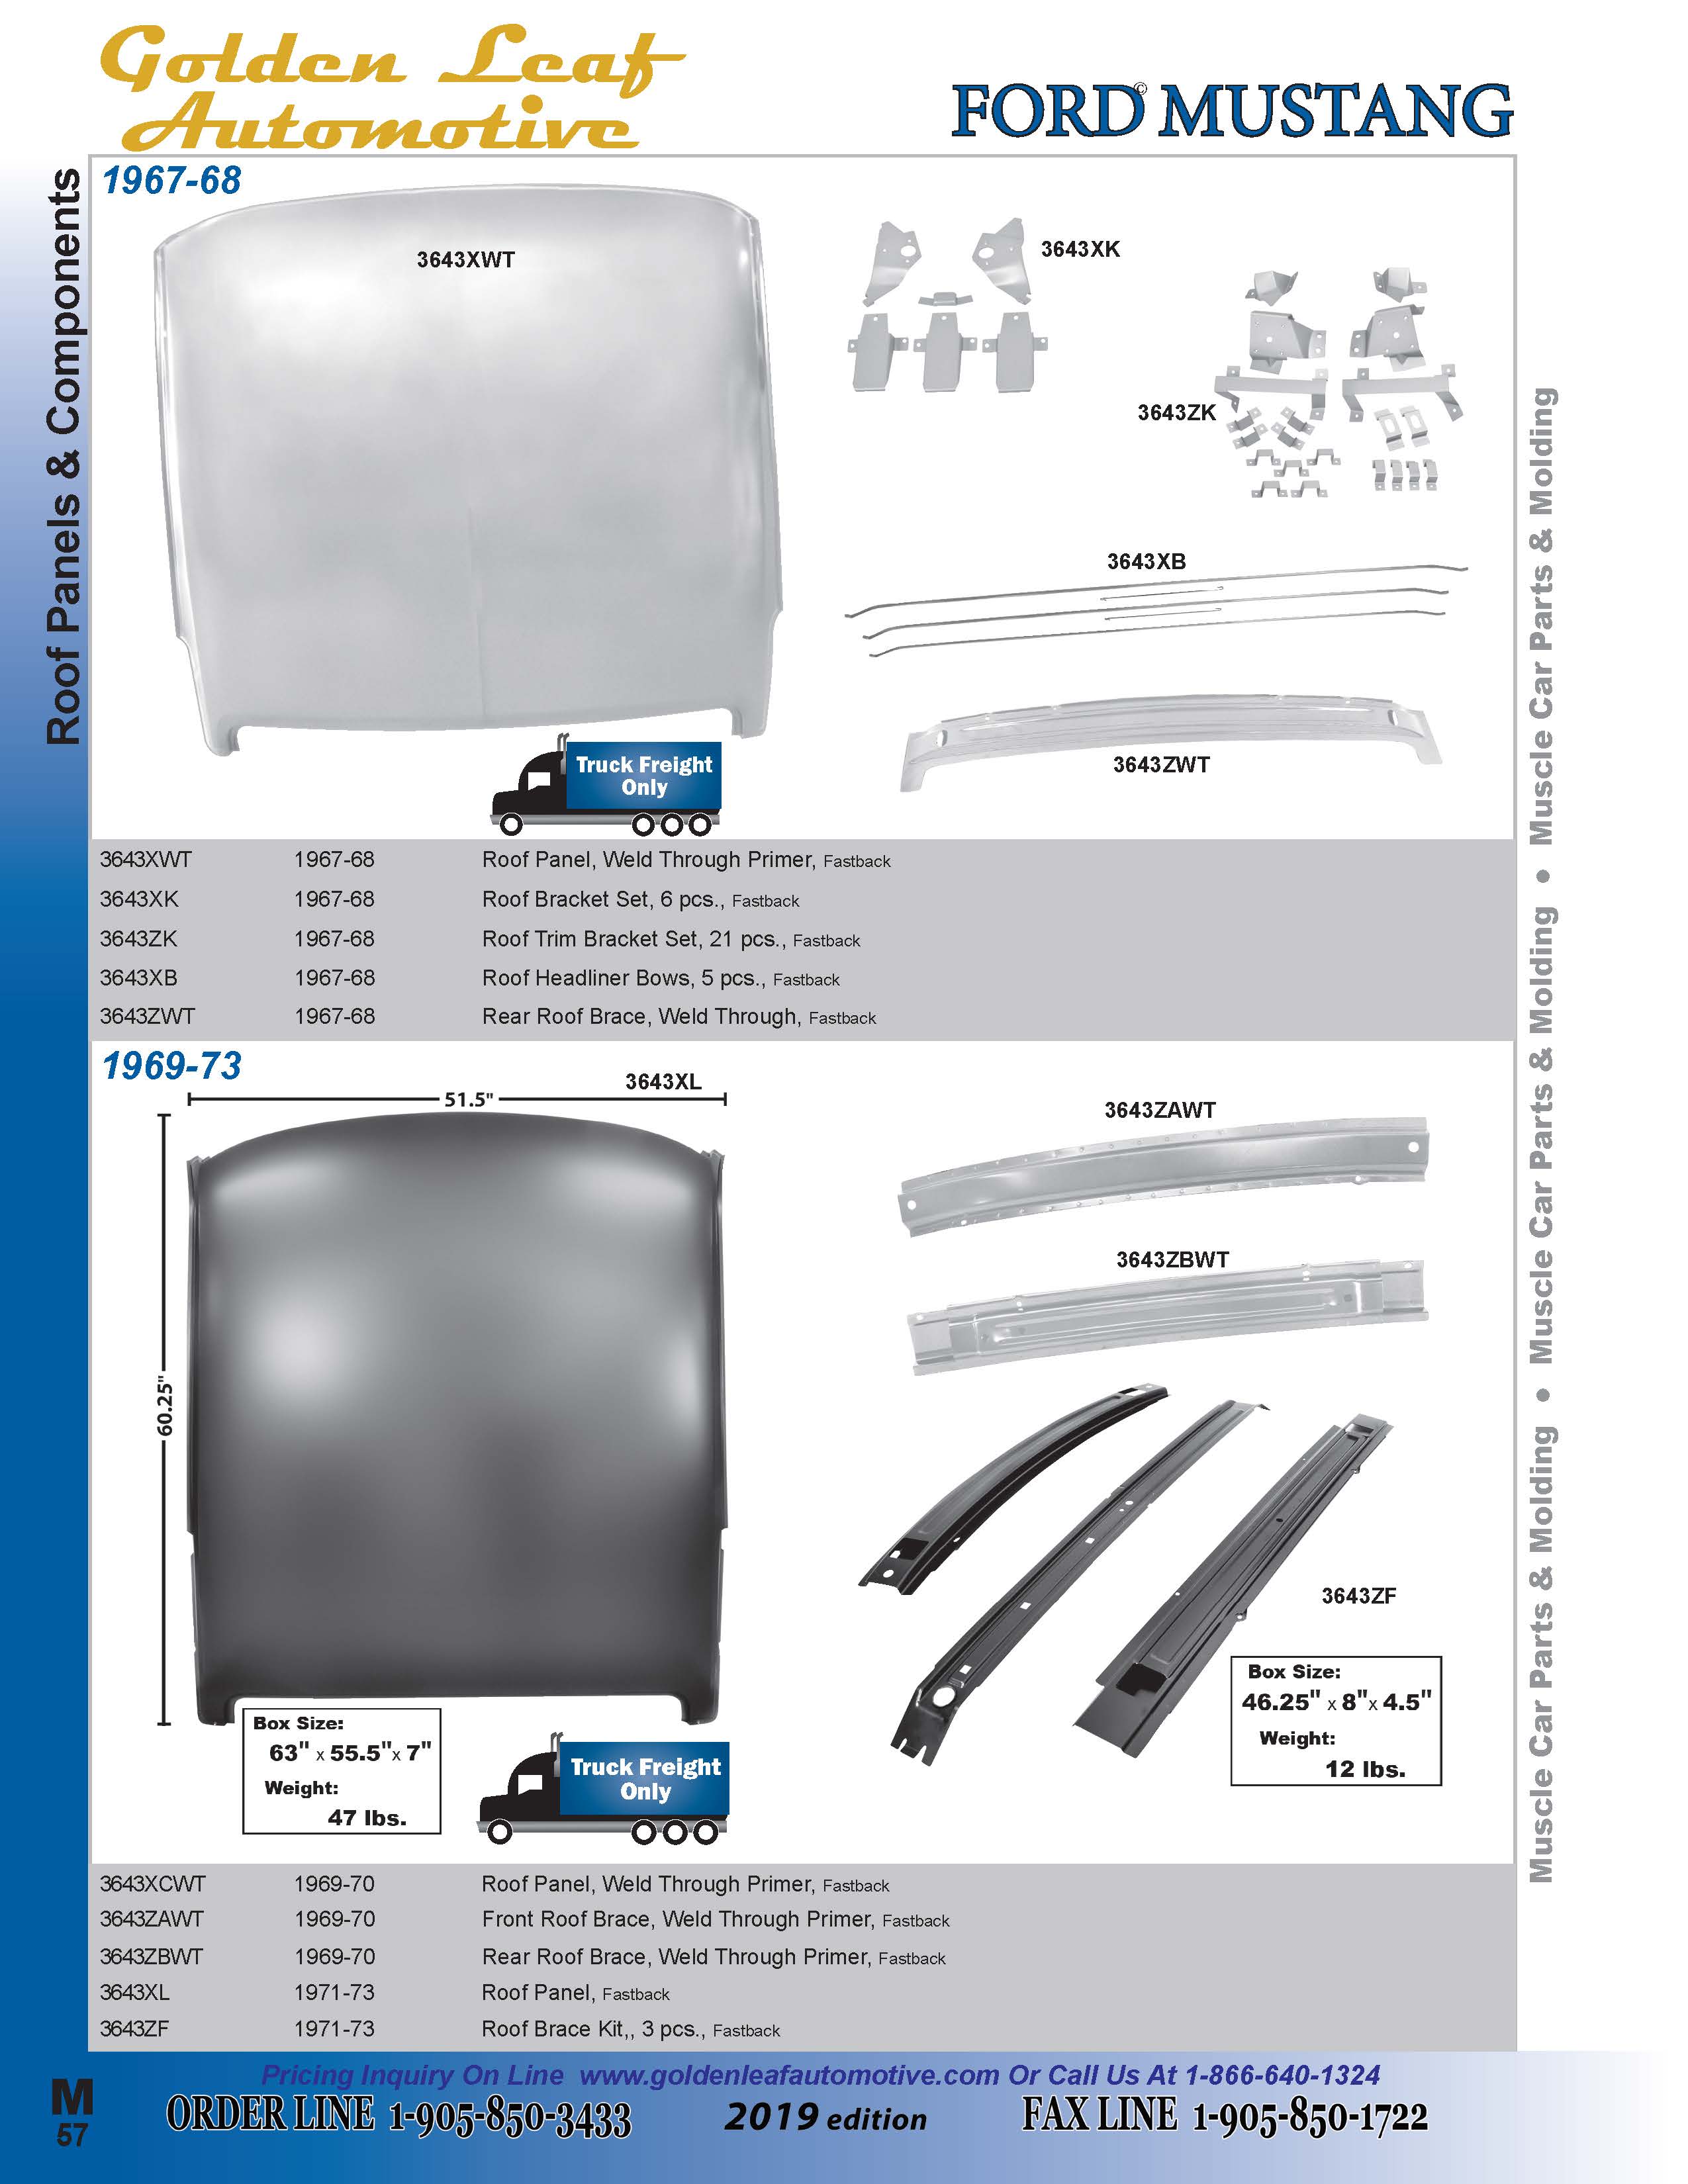 Golden Leaf
Automotive
FORD© MUSTANG
Roof Panels & Components
1967-68
3643XWT
3643XK
3643ZK
3643XB
3643ZWT
Truck Freight
Only
3643XWT 1967-68 Roof Panel, Weld Through Primer, Fastback
3643XK 1967-68 Roof Bracket Set, 6 pcs., Fastback
3643ZK 1967-68 Roof Trim Bracket Set, 21 pcs., Fastback
3643XB 1967-68 Roof Headliner Bows, 5 pcs., Fastback
3643ZWT 1967-68 Rear Roof Brace, Weld Through, Fastback
1969-73
3643XL
51.5"
60.25"
3643ZAWT
3643ZBWT
3643ZF
Box Size:
63" x 55.5"x 7"
Weight:
47 lbs.
Truck Freight
Only
Box Size:
46.25" x 8"x 4.5"
Weight:
12 lbs.
3643XCWT 1969-70 Roof Panel, Weld Through Primer, Fastback
3643ZAWT 1969-70 Front Roof Brace, Weld Through Primer, Fastback
3643ZBWT 1969-70 Rear Roof Brace, Weld Through Primer, Fastback
3643XL 1971-73 Roof Panel, Fastback
3643ZF 1971-73 Roof Brace Kit,, 3 pcs., Fastback
Muscle Car Parts & Molding • Muscle Car Parts & Molding • Muscle Car Parts & Molding
Pricing Inquiry On Line www.goldenleafautomotive.com Or Call Us At 1-866-640-1324
M
57
ORDER LINE 1-905-850-3433
2019 edition
FAX LINE 1-905-850-1722